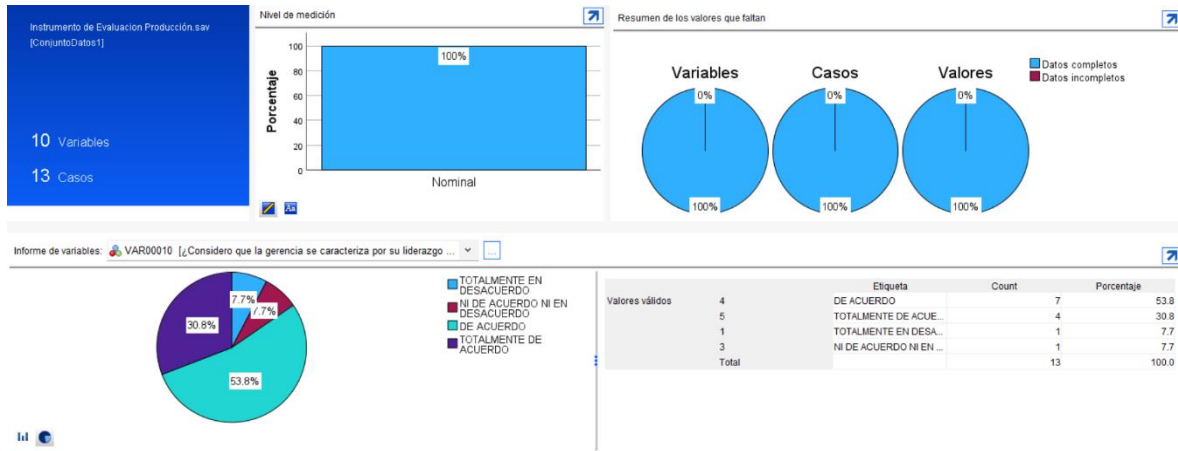 Instrumento de Evaluacion Producción.sav
[ConjuntoDatos1]
10 Variables
13 Casos
Nivel de medición
Porcentaje
100
80
60
40
20
0
100%
Nominal
Resumen de los valores que faltan
Variables
Casos
Valores
0%
0%
0%
100%
100%
100%
Datos completos
Datos incompletos
Informe de variables: VAR00010 [¿Considero que la gerencia se caracteriza por su liderazgo ...
...
7.7%
7.7%
30.8%
53.8%
TOTALMENTE EN
DESACUERDO
NI DE ACUERDO NI EN
DESACUERDO
DE ACUERDO
TOTALMENTE DE
ACUERDO
Etiqueta Count Porcentaje
Valores válidos 4 DE ACUERDO 7 53.8
5 TOTALMENTE DE ACUE... 4 30.8
1 TOTALMENTE EN DESA... 1 7.7
3 NI DE ACUERDO NI EN ... 1 7.7
Total 13 100.0